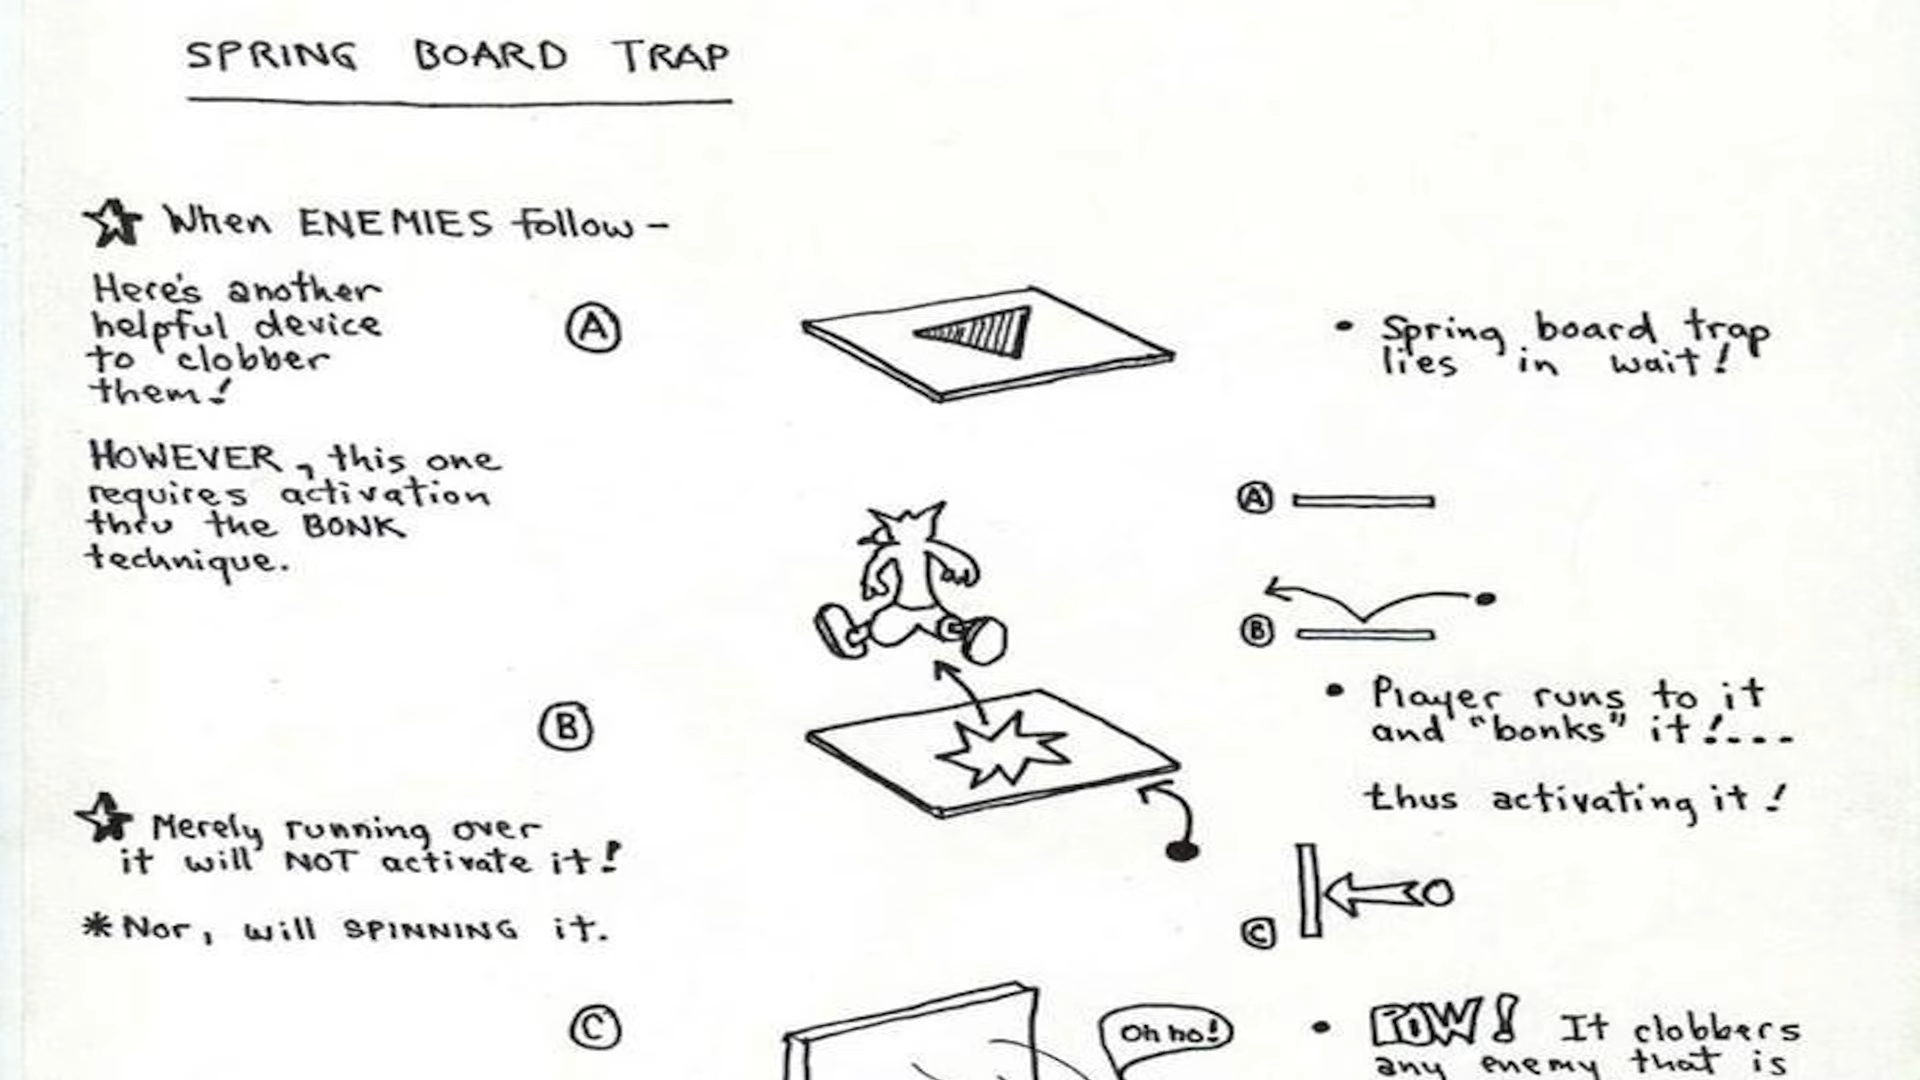 SPRING BOARD TRAP
When ENEMIES follow -
Here's another
helpful device
to clobber
them!
HOWEVER, this one
requires activation
thru the BONK
technique.
A
• Spring board trap
lies in wait!
A
B
B
• Player runs to it
and "bonks" it!...
thus activating it!
Merely running over
it will NOT activate it!
* Nor, will SPINNING it.
C
C
Oh ho!
• POW! It clobbers
any enemy that is